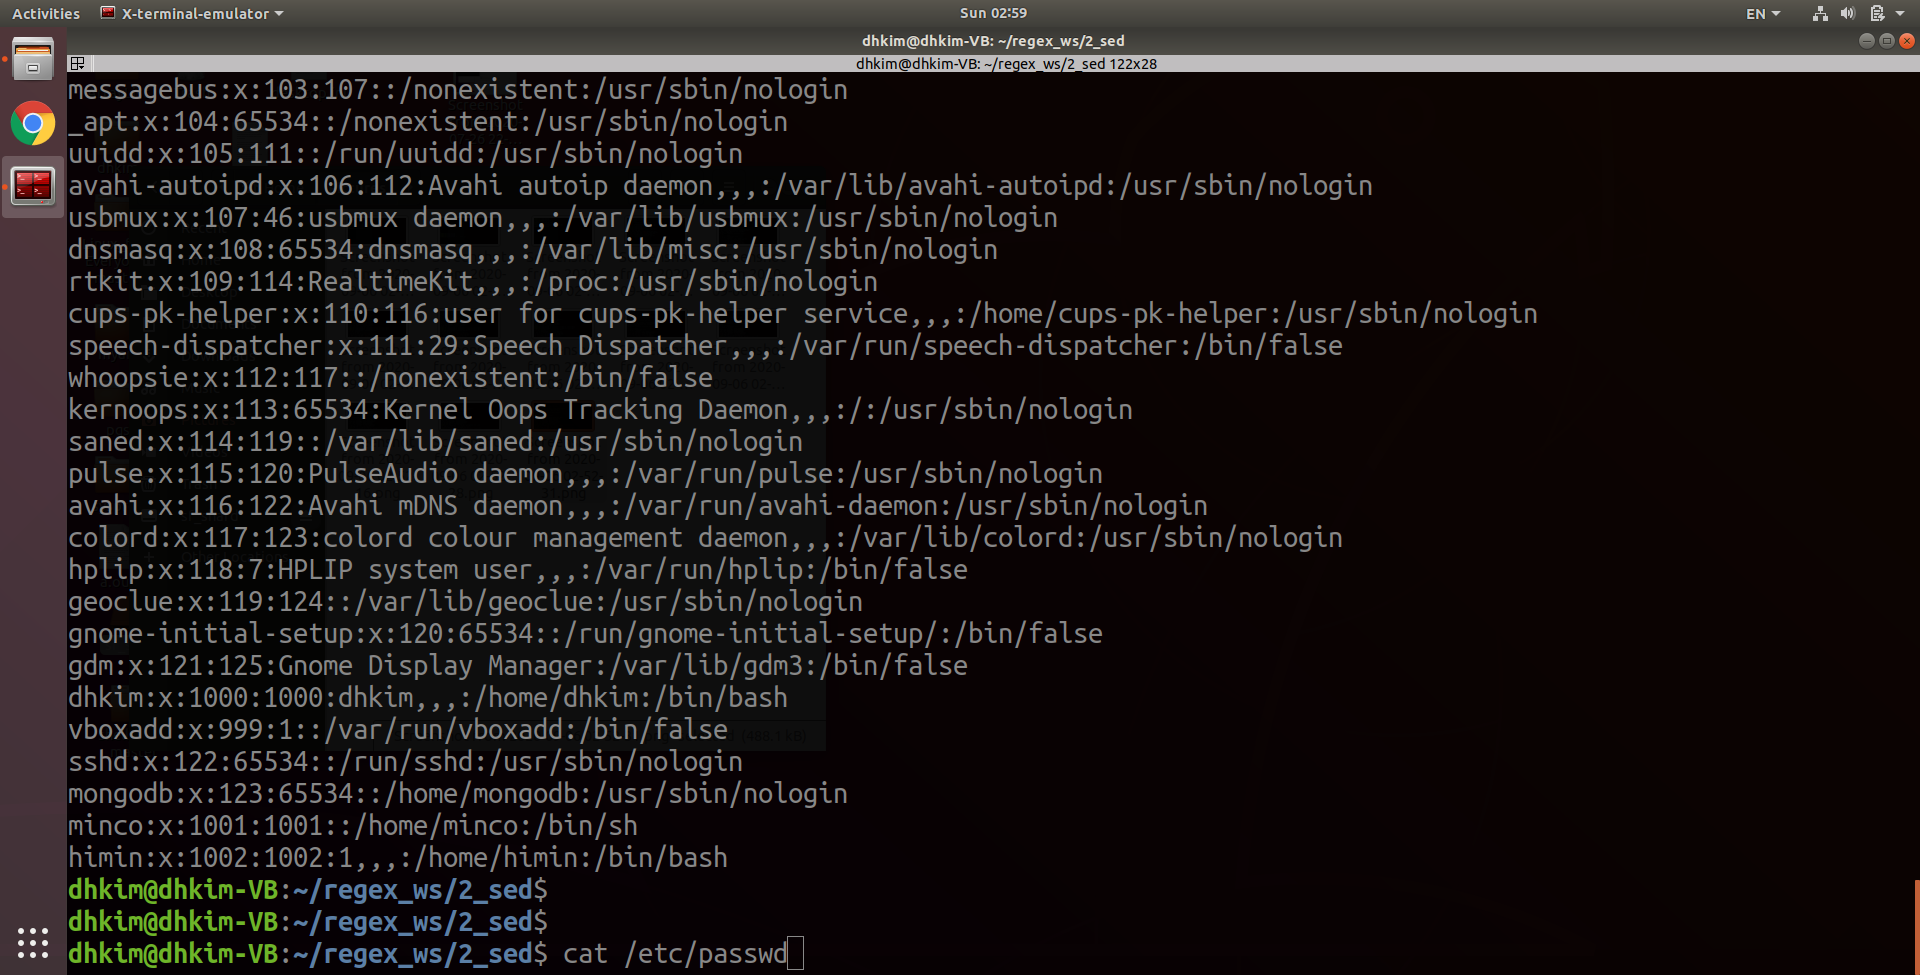 Activities X-terminal-emulator Sun 02:59 EN
dhkim@dhkim-VB: ~/regex_ws/2_sed
dhkim@dhkim-VB: ~/regex_ws/2_sed 122x28
messagebus:x:103:107::/nonexistent:/usr/sbin/nologin
_apt:x:104:65534::/nonexistent:/usr/sbin/nologin
uuidd:x:105:111::/run/uuidd:/usr/sbin/nologin
avahi-autoipd:x:106:112:Avahi autoip daemon,,,:/var/lib/avahi-autoipd:/usr/sbin/nologin
usbmux:x:107:46:usbmux daemon,,,:/var/lib/usbmux:/usr/sbin/nologin
dnsmasq:x:108:65534:dnsmasq,,,:/var/lib/misc:/usr/sbin/nologin
rtkit:x:109:114:RealtimeKit,,,:/proc:/usr/sbin/nologin
cups-pk-helper:x:110:116:user for cups-pk-helper service,,,:/home/cups-pk-helper:/usr/sbin/nologin
speech-dispatcher:x:111:29:Speech Dispatcher,,,:/var/run/speech-dispatcher:/bin/false
whoopsie:x:112:117::/nonexistent:/bin/false
kernoops:x:113:65534:Kernel Oops Tracking Daemon,,,:/:/usr/sbin/nologin
saned:x:114:119::/var/lib/saned:/usr/sbin/nologin
pulse:x:115:120:PulseAudio daemon,,,:/var/run/pulse:/usr/sbin/nologin
avahi:x:116:122:Avahi mDNS daemon,,,:/var/run/avahi-daemon:/usr/sbin/nologin
colord:x:117:123:colord colour management daemon,,,:/var/lib/colord:/usr/sbin/nologin
hplip:x:118:7:HPLIP system user,,,:/var/run/hplip:/bin/false
geoclue:x:119:124::/var/lib/geoclue:/usr/sbin/nologin
gnome-initial-setup:x:120:65534::/run/gnome-initial-setup/:/bin/false
gdm:x:121:125:Gnome Display Manager:/var/lib/gdm3:/bin/false
dhkim:x:1000:1000:dhkim,,,:/home/dhkim:/bin/bash
vboxadd:x:999:1::/var/run/vboxadd:/bin/false
sshd:x:122:65534::/run/sshd:/usr/sbin/nologin
mongodb:x:123:65534::/home/mongodb:/usr/sbin/nologin
minco:x:1001:1001::/home/minco:/bin/sh
himin:x:1002:1002:1,,,:/home/himin:/bin/bash
dhkim@dhkim-VB:~/regex_ws/2_sed$
dhkim@dhkim-VB:~/regex_ws/2_sed$
dhkim@dhkim-VB:~/regex_ws/2_sed$ cat /etc/passwd